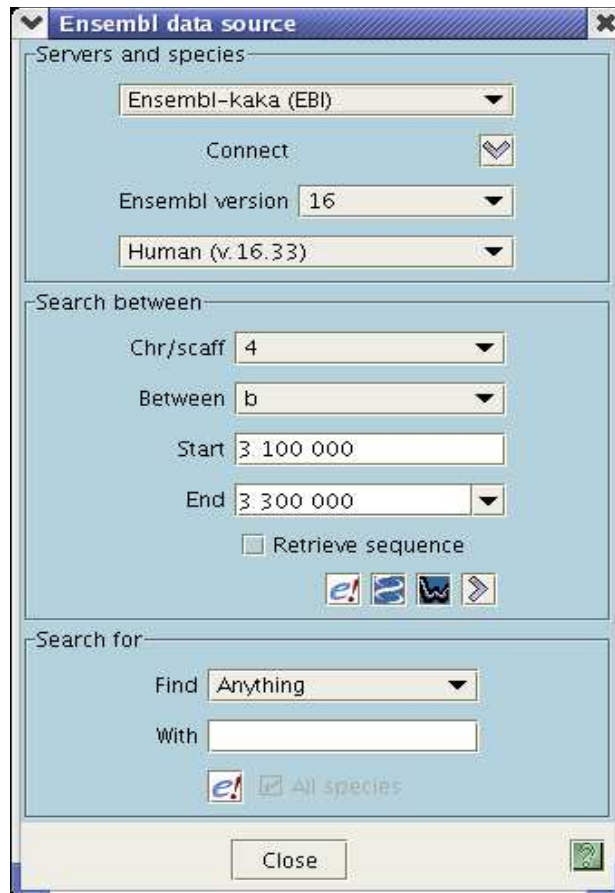 Ensembl data source
Servers and species
Ensembl-kaka (EBI)
Connect
Ensembl version 16
Human (v.16.33)
Search between
Chr/scaff 4
Between b
Start 3 100 000
End 3 300 000
Retrieve sequence
e!
Search for
Find Anything
With
e! All species
Close
?